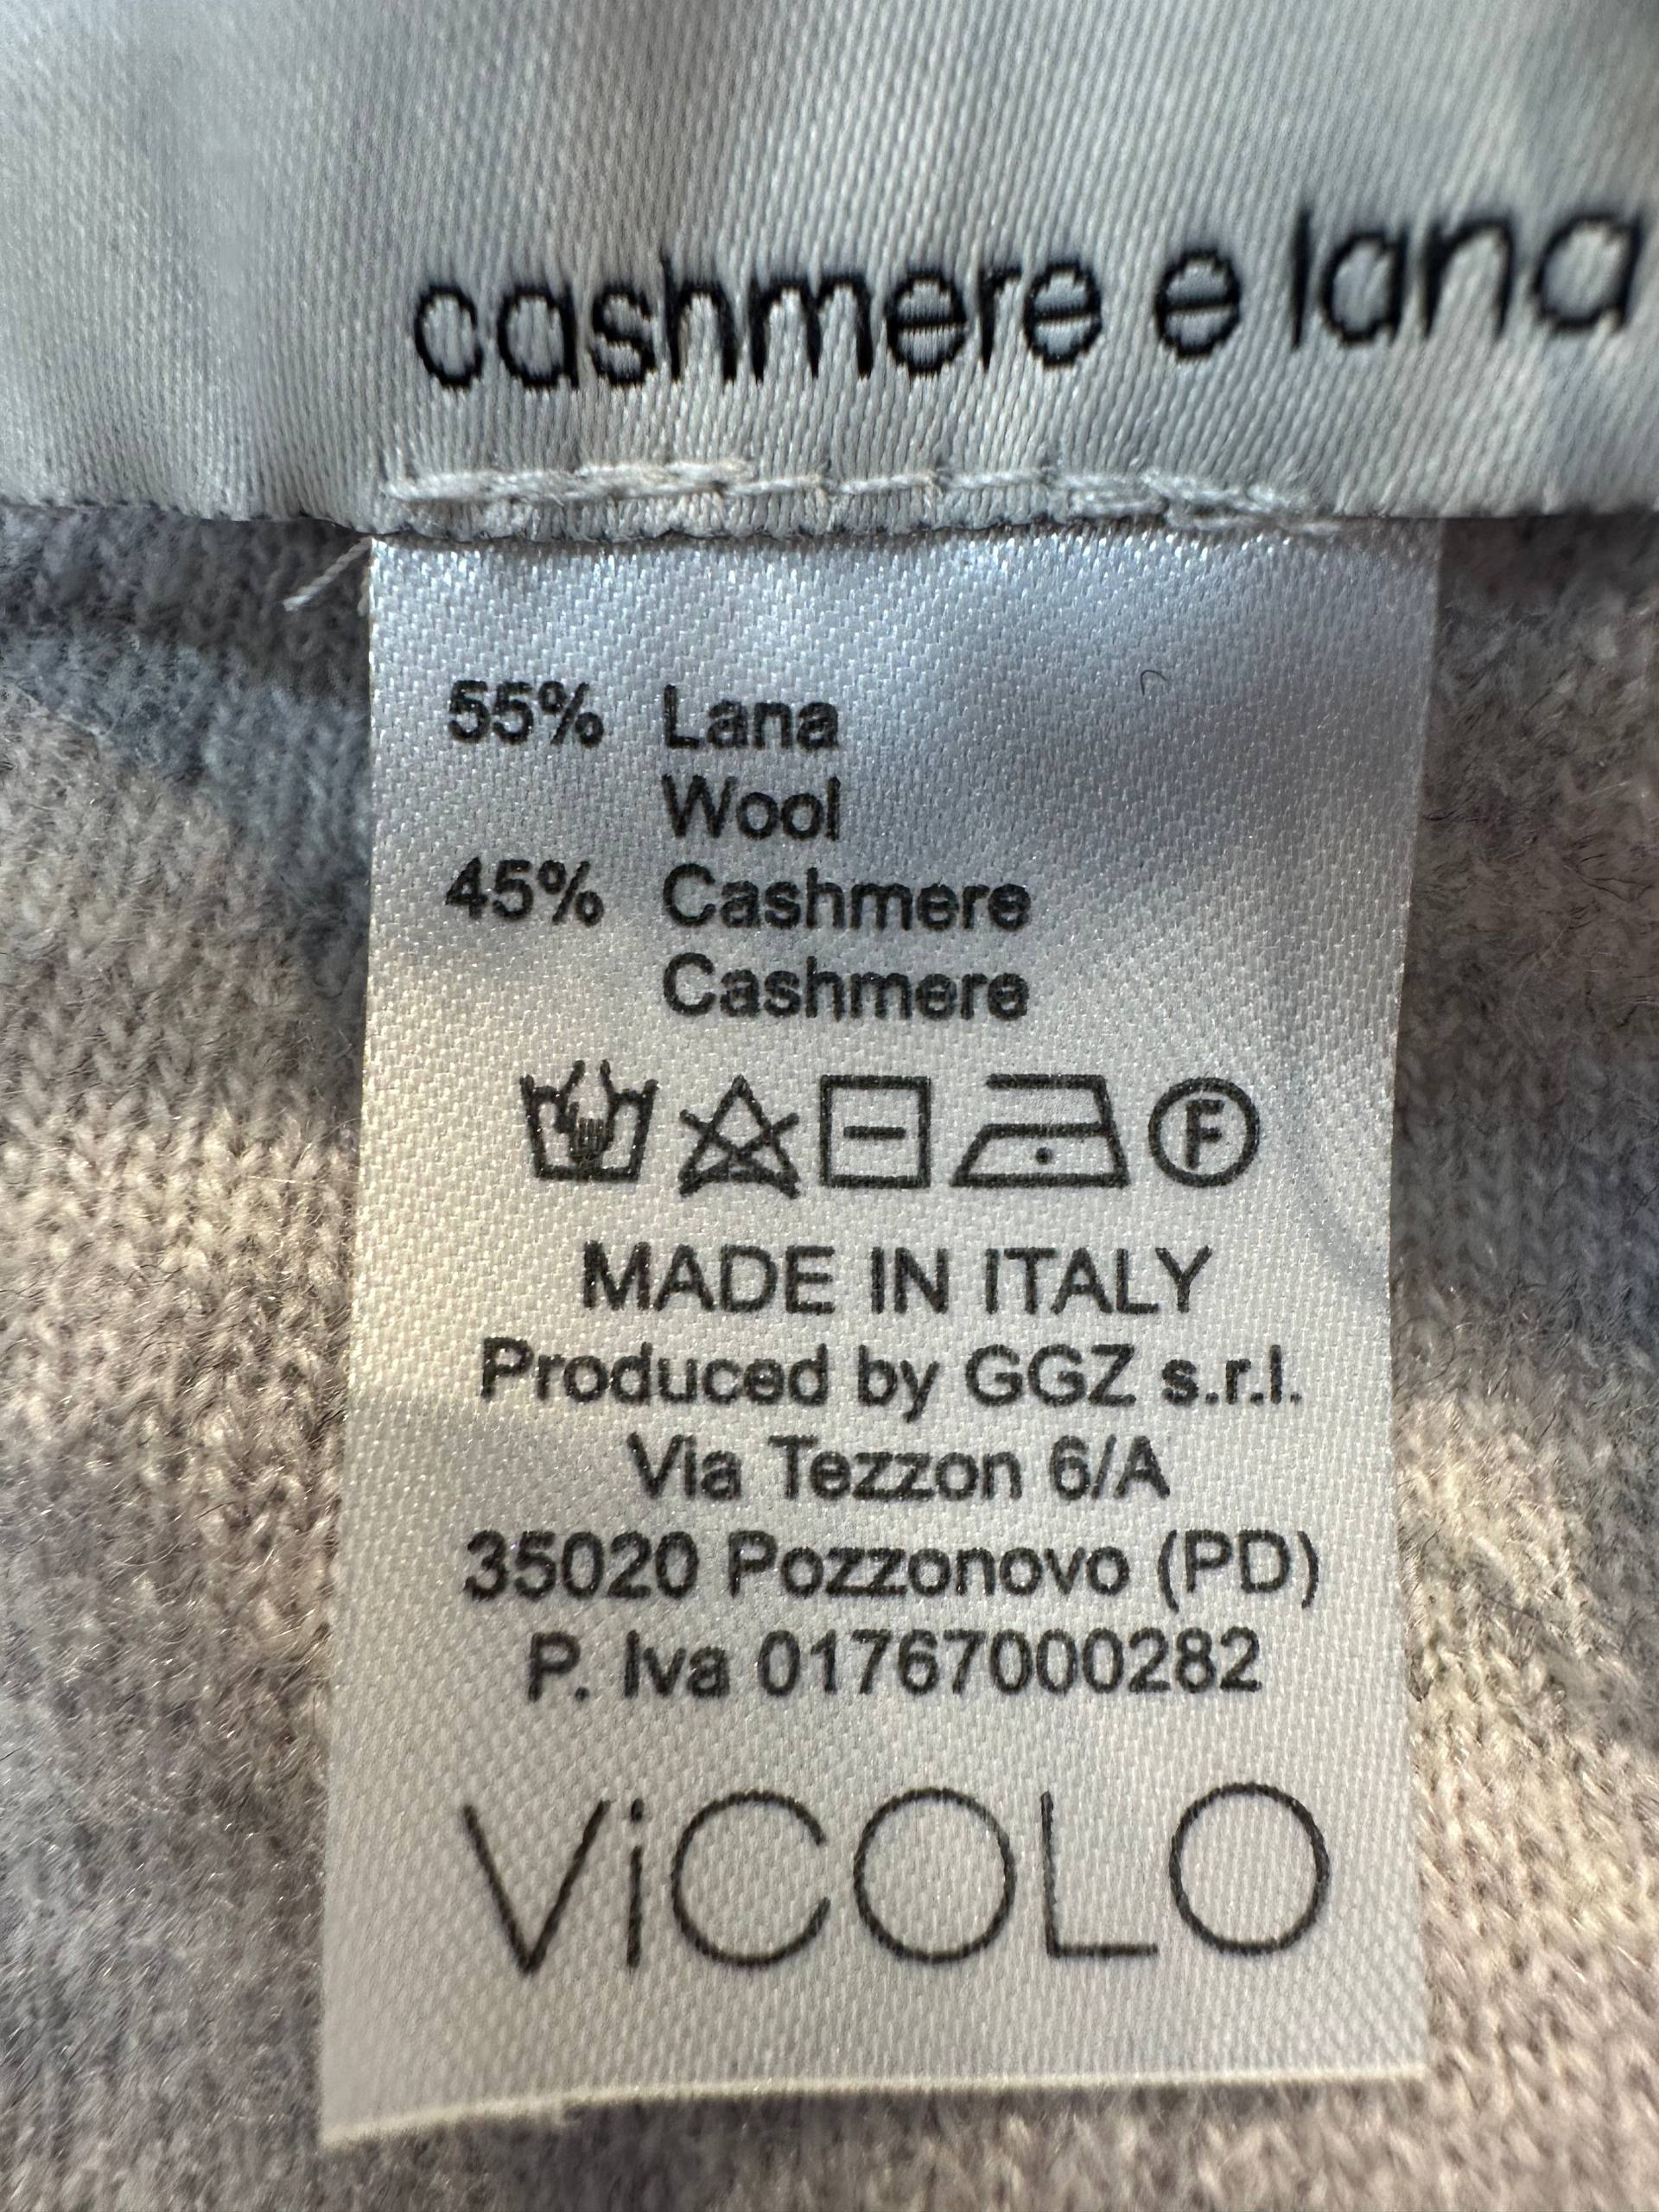 cashmere e lana
55% Lana
Wool
45% Cashmere
Cashmere
F
MADE IN ITALY
Produced by GGZ s.r.l.
Via Tezzon 6/A
35020 Pozzonovo (PD)
P. Iva 01767000282
ViCOLO